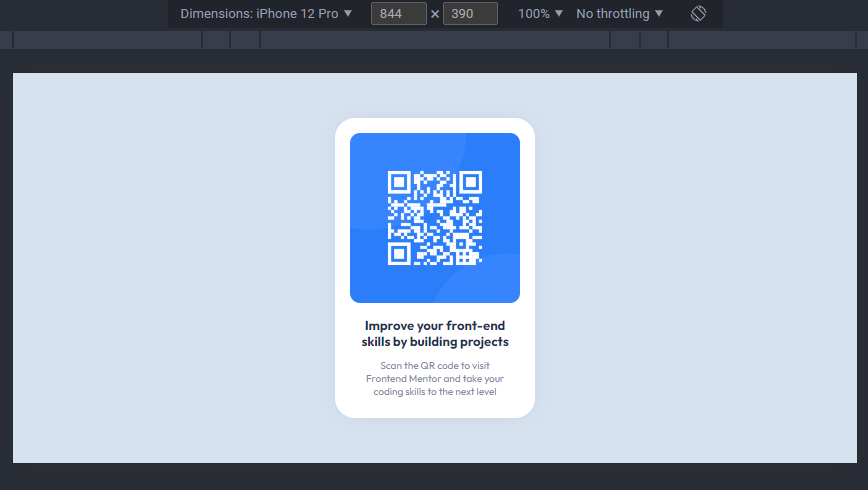 Dimensions: iPhone 12 Pro ▼ 844 × 390 100% ▼ No throttling ▼
Improve your front-end
skills by building projects
Scan the QR code to visit
Frontend Mentor and take your
coding skills to the next level